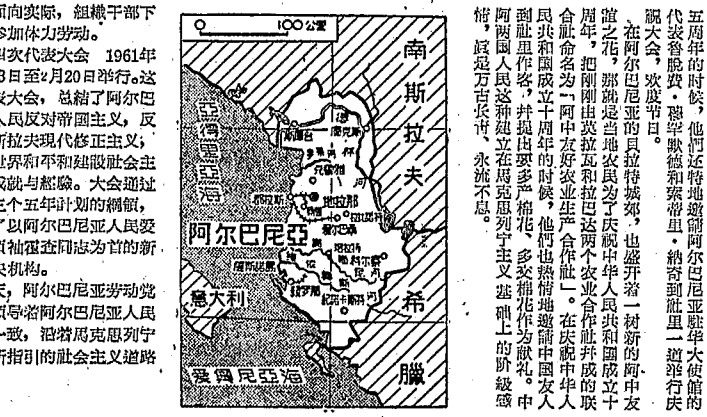 面向实际，組織干部下
参加体力劳动。
四次代表大会 1961年
3日至2月20日举行。这
表大会，总結了阿尔巴
人民反对帝国主义，反
斯拉夫现代修正主义，
世界和平和建設社会主
成就与經驗。大会通过
三个五年計划的綱領，
了以阿尔巴尼亚人民爱
領袖霍查同志为首的新
央机构。
，阿尔巴尼亚劳动党
領导着阿尔巴尼亚人民
一致，沿着馬克思列宁
所指引的社会主义道路
0 100公里
南斯拉夫
亞得里亞海
地拉那
都拉斯
阿尔巴尼亞
意大利
希臘
爱奧尼亞海
五周年的时候，他們还特地邀請阿尔巴尼亚駐华大使館的
代表魯脫費·穆罕默德和索蒂里·納奇到社里一道举行庆
祝大会，欢度节日。
在阿尔巴尼亚的貝拉特城郊，也盛开着一树新的阿中友
誼之花，那就是当地农民为了庆祝中华人民共和国成立十
周年，把刚刚由英拉瓦和拉巴达两个农业合作社幷成的联
合社命名为“阿中友好农业生产合作社”。在庆祝中华人
民共和国成立十周年的时候，他們也热情地邀請中国友人
到社里作客，幷提出要多产棉花，多交棉花作为献礼。中
阿两国人民这种建立在馬克思列宁主义基础上的阶級感
情，真是万古长青、永流不息。